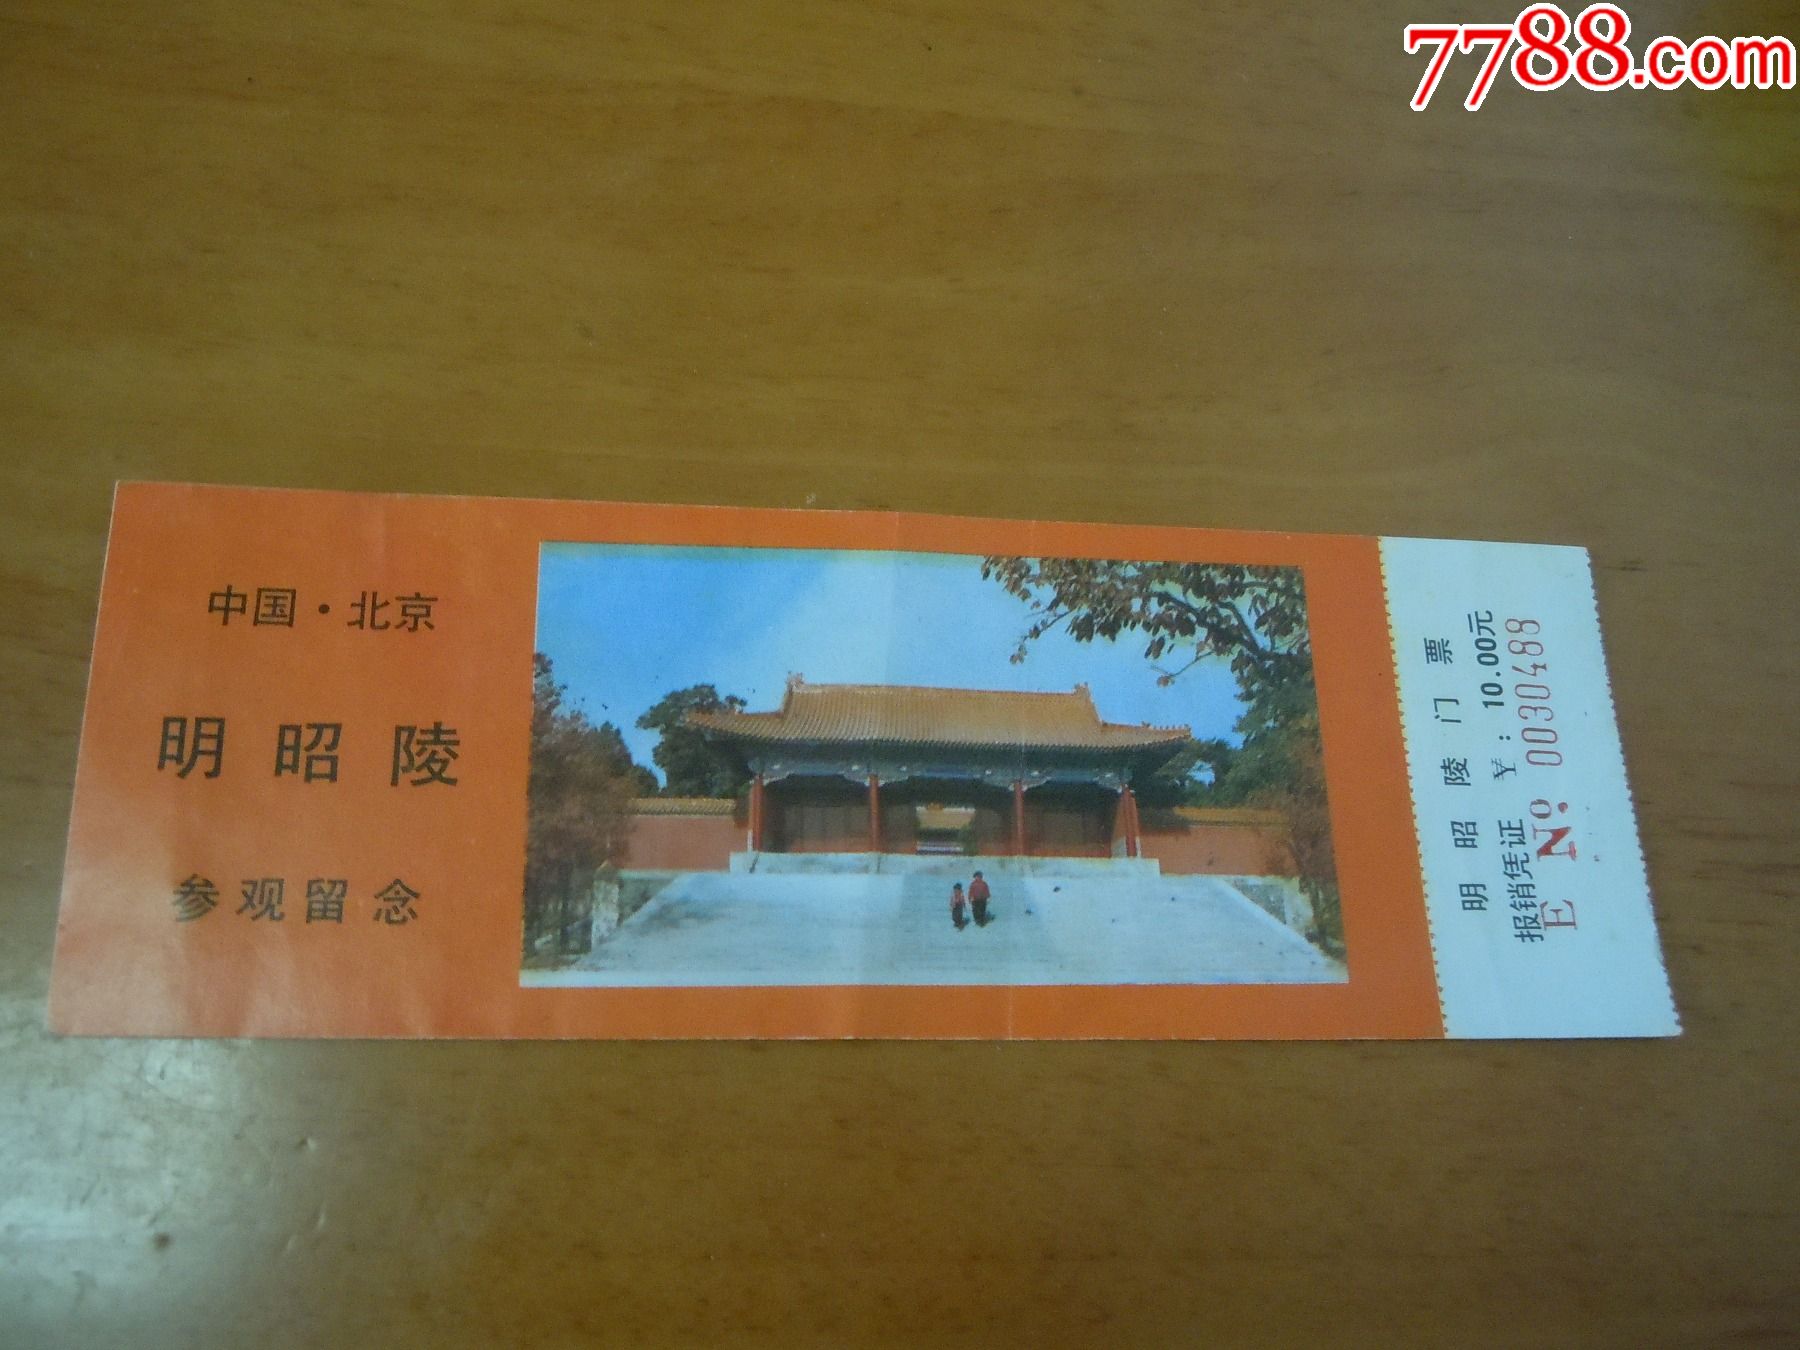 7788.com
中国·北京
明昭陵
参观留念
明昭陵门票
报销凭证 ￥:10.00元
E No. 0030488